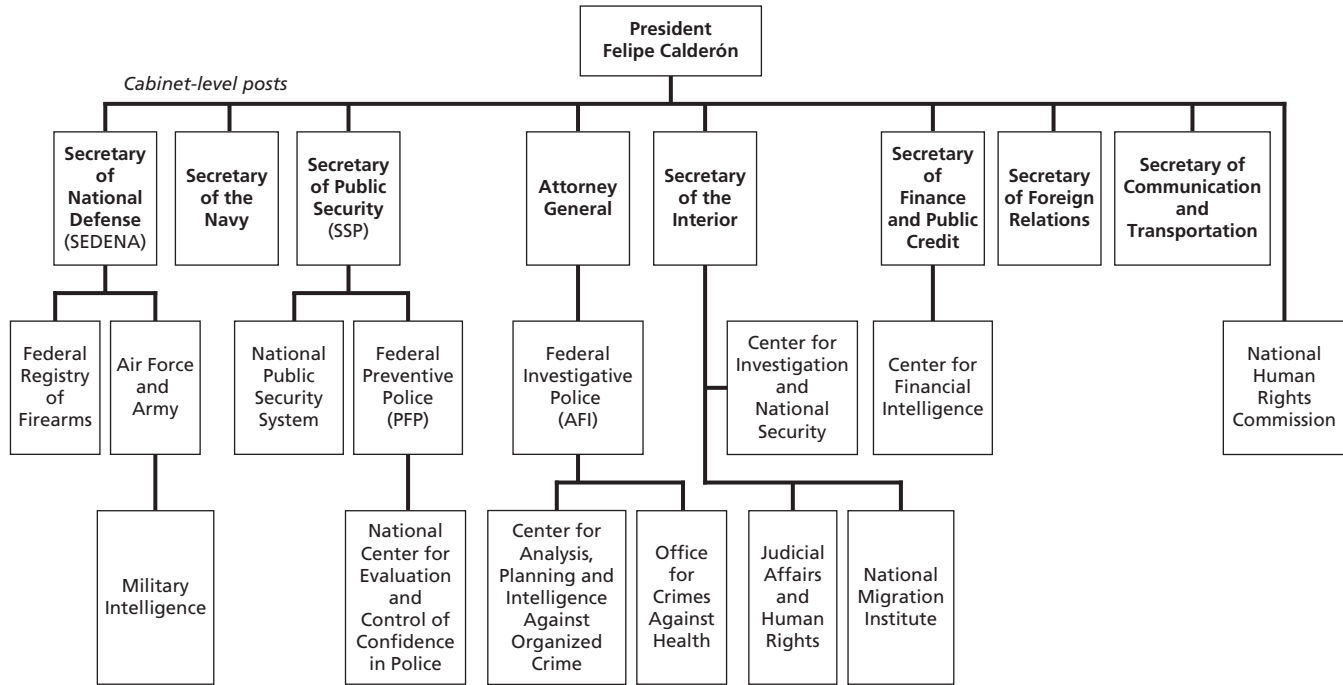 President
Felipe Calderón
Cabinet-level posts
Secretary
of
National
Defense
(SEDENA)
Secretary
of the
Navy
Secretary
of Public
Security
(SSP)
Attorney
General
Secretary
of the
Interior
Secretary
of
Finance
and Public
Credit
Secretary
of Foreign
Relations
Secretary of
Communication
and
Transportation
Federal
Registry
of
Firearms
Air Force
and
Army
National
Public
Security
System
Federal
Preventive
Police
(PFP)
Federal
Investigative
Police
(AFI)
Center for
Investigation
and
National
Security
Center for
Financial
Intelligence
National
Human
Rights
Commission
Military
Intelligence
National
Center for
Evaluation
and
Control of
Confidence
in Police
Center for
Analysis,
Planning and
Intelligence
Against
Organized
Crime
Office
for
Crimes
Against
Health
Judicial
Affairs
and
Human
Rights
National
Migration
Institute